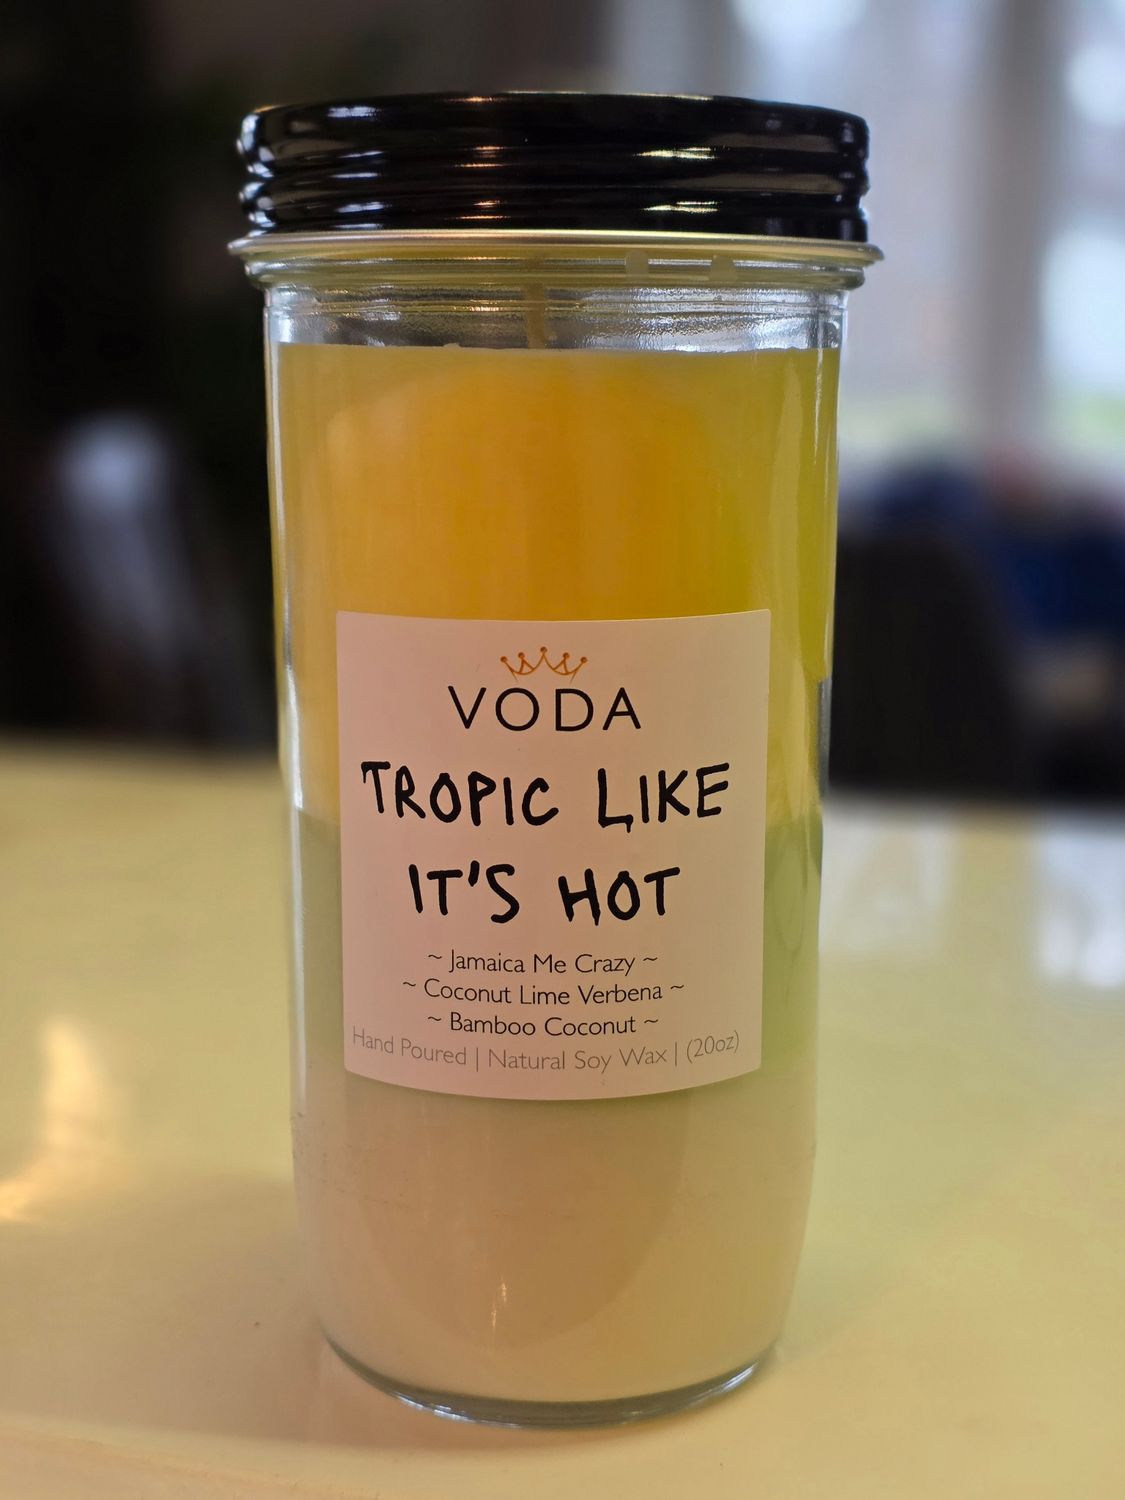 VODA
TROPIC LIKE
IT'S HOT
~ Jamaica Me Crazy ~
~ Coconut Lime Verbena ~
~ Bamboo Coconut ~
Hand Poured | Natural Soy Wax | (20oz)